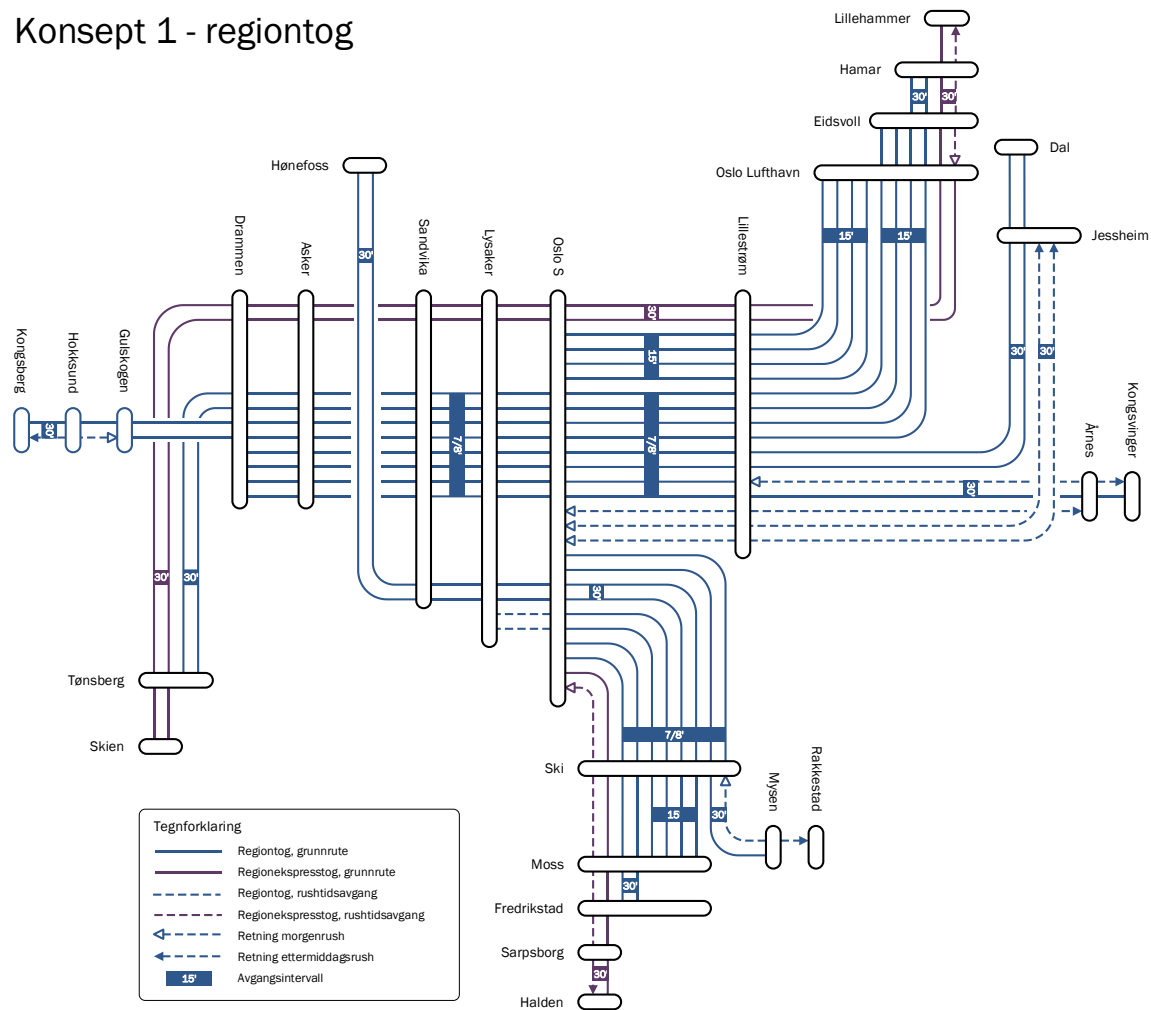 Konsept 1 - regiontog
Lillehammer
Hamar
30'
30'
Eidsvoll
Dal
Hønefoss
Oslo Lufthavn
Drammen
Asker
Sandvika
Lysaker
Oslo S
Lillestrøm
15'
15'
Jessheim
30'
30'
15'
30'
30'
Kongsberg
Hokksund
Gulskogen
30'
7/8'
7/8'
Årnes
Kongsvinger
30'
30'
30'
30'
Tønsberg
Skien
7/8'
Ski
Mysen
Rakkestad
15'
30'
Moss
30'
Fredrikstad
Sarpsborg
30'
Halden
Tegnforklaring
Regiontog, grunnrute
Regionekspresstog, grunnrute
Regiontog, rushtidsavgang
Regionekspresstog, rushtidsavgang
Retning morgenrush
Retning ettermiddagsrush
15'
Avgangsintervall